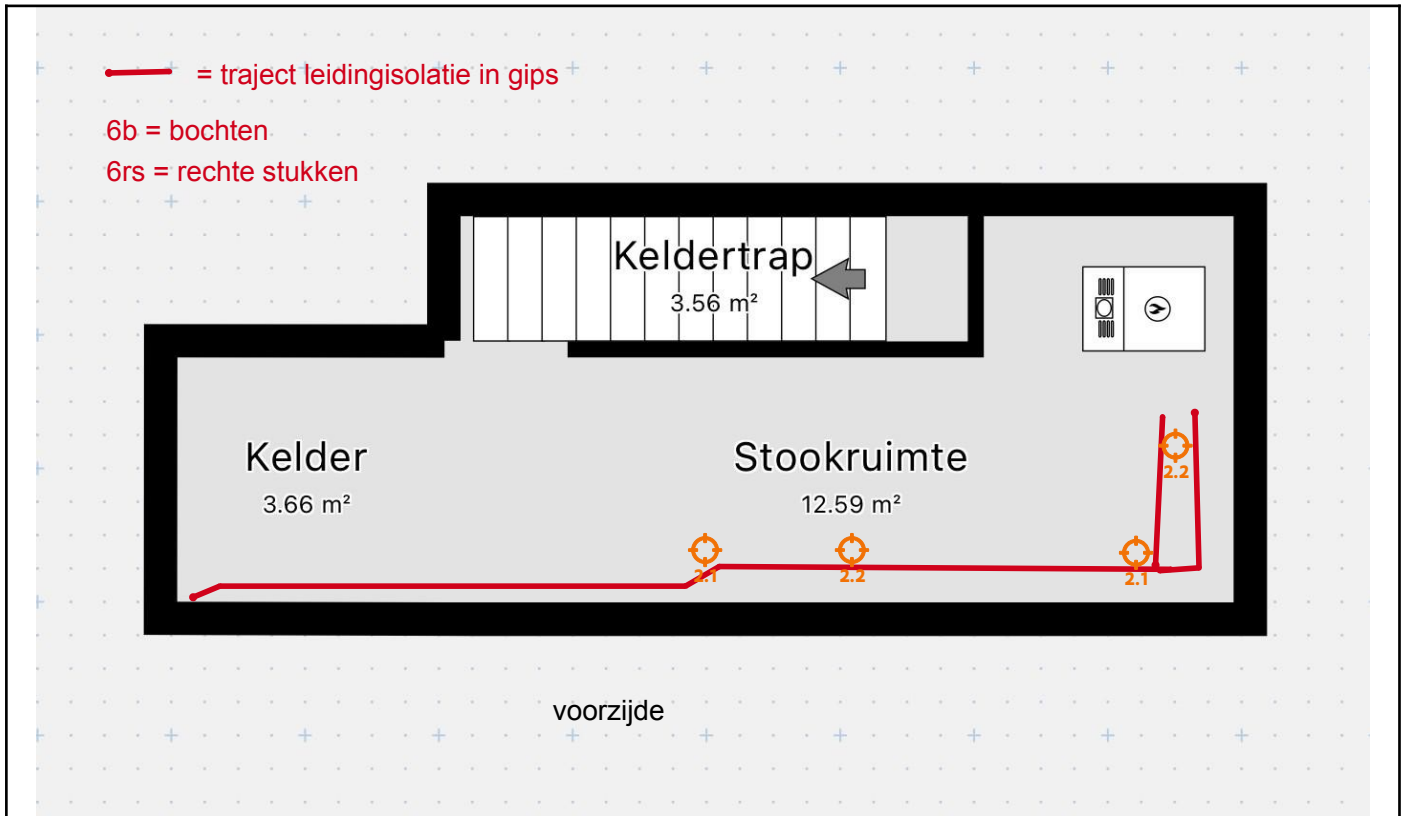 = traject leidingisolatie in gips
6b = bochten
6rs = rechte stukken
Keldertrap
3.56 m²
Kelder
3.66 m²
Stookruimte
12.59 m²
2.2
2.1
2.2
2.1
voorzijde